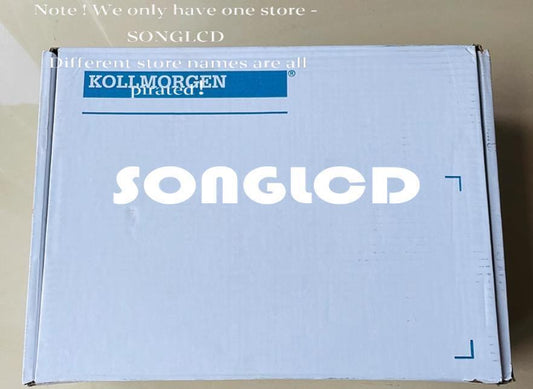 Note ! We only have one store -
SONGLCD
Different store names are all
KOLLMORGEN ®
pirated!
SONGLCD